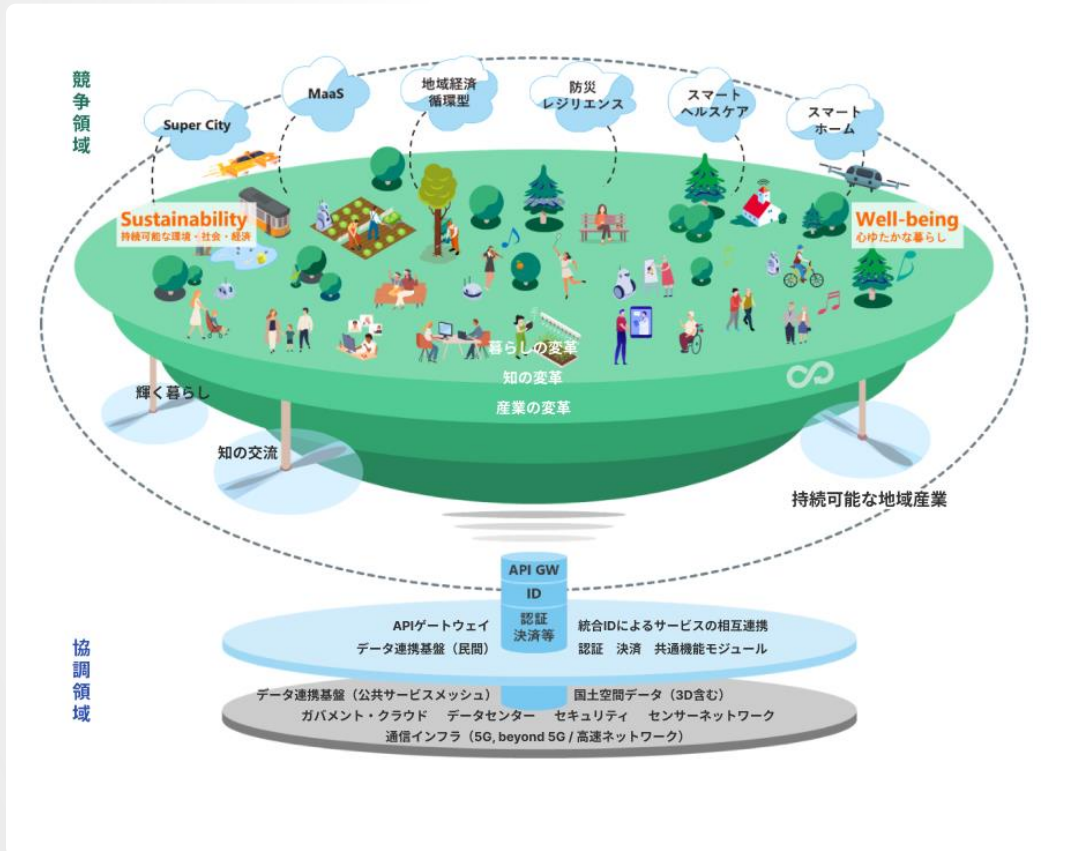 競争領域
Super City
MaaS
地域経済
循環型
防災
レジリエンス
スマート
ヘルスケア
スマート
ホーム
Sustainability
持続可能な環境・社会・経済
Well-being
心ゆたかな暮らし
暮らしの変革
知の変革
産業の変革
輝く暮らし
知の交流
持続可能な地域産業
API GW
ID
認証
決済等
協調領域
APIゲートウェイ
統合IDによるサービスの相互連携
データ連携基盤（民間）
認証　決済　共通機能モジュール
データ連携基盤（公共サービスメッシュ）
国土空間データ（3D含む）
ガバメント・クラウド　データセンター　セキュリティ　センサーネットワーク
通信インフラ（5G, beyond 5G / 高速ネットワーク）